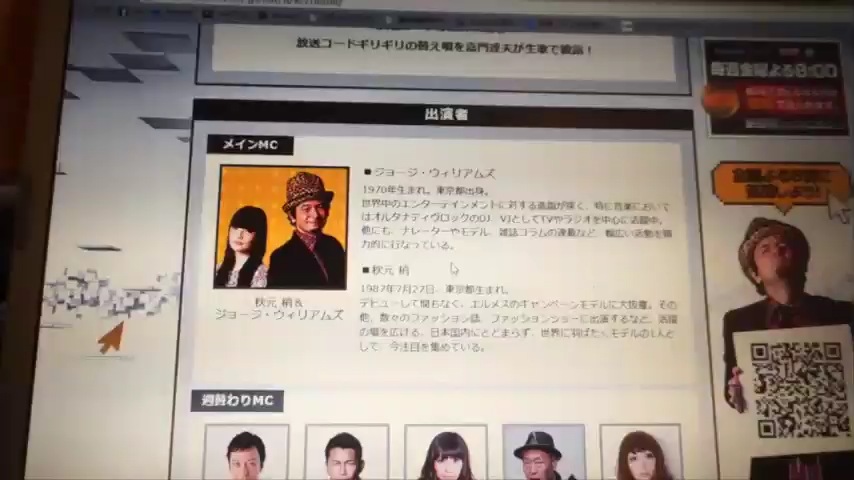 放送コードギリギリの替え唄を嘉門達夫が生歌で披露！
出演者
メインMC
■ジョージ・ウィリアムズ
1970年生まれ。東京都出身。
世界中のエンターテインメントに対する造詣が深く、特に音楽において
はオルタナティヴロックのDJ、VJとしてTVやラジオを中心に活躍中。
他にも、ナレーターやモデル、雑誌コラムの連載など、幅広い活動を精
力的に行なっている。
■秋元 梢
1987年7月27日、東京都生まれ。
デビューして間もなく、エルメスのキャンペーンモデルに大抜擢。その
他、数々のファッション誌、ファッションショーに出演するなど、活躍
の場を広げる。日本国内にとどまらず、世界に羽ばたくモデルの1人と
して、今注目を集めている。
秋元 梢&
ジョージ・ウィリアムズ
週替わりMC
毎週金曜よる9:00